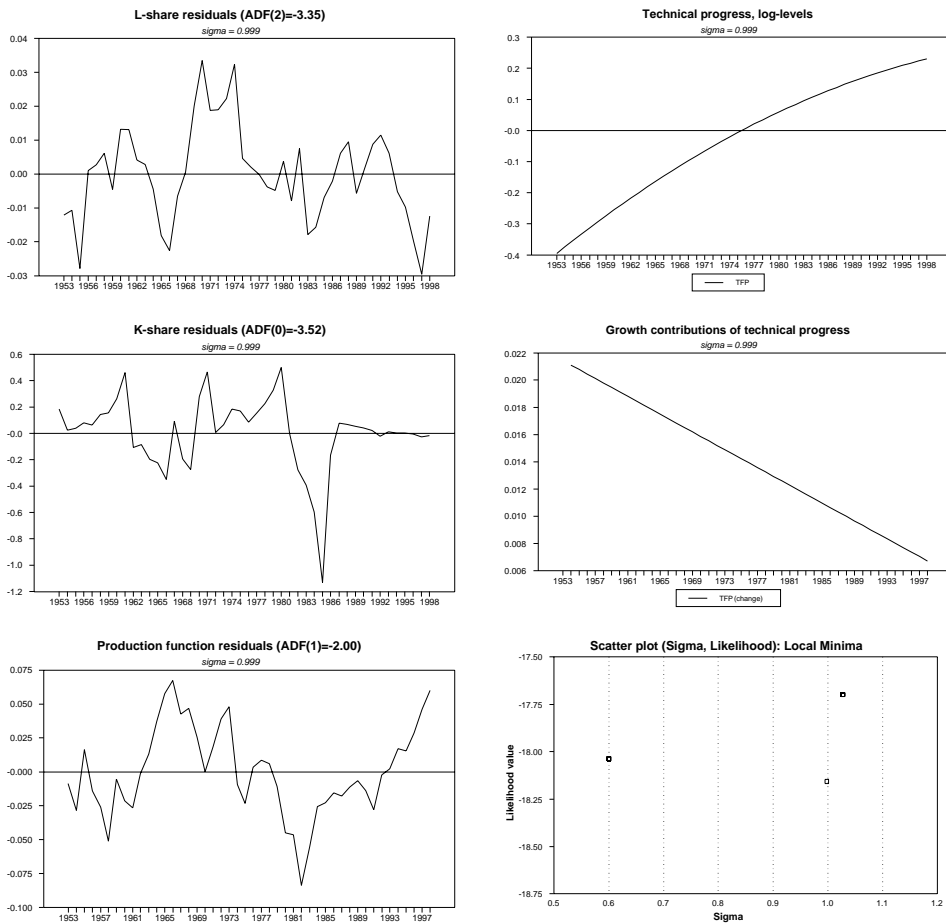 L-share residuals (ADF(2)=-3.35)
sigma = 0.999
0.04
0.03
0.02
0.01
0.00
-0.01
-0.02
-0.03
1953 1956 1959 1962 1965 1968 1971 1974 1977 1980 1983 1986 1989 1992 1995 1998
Technical progress, log-levels
sigma = 0.999
0.3
0.2
0.1
-0.0
-0.1
-0.2
-0.3
-0.4
1953 1956 1959 1962 1965 1968 1971 1974 1977 1980 1983 1986 1989 1992 1995 1998
TFP
K-share residuals (ADF(0)=-3.52)
sigma = 0.999
0.6
0.4
0.2
-0.0
-0.2
-0.4
-0.6
-0.8
-1.0
-1.2
1953 1956 1959 1962 1965 1968 1971 1974 1977 1980 1983 1986 1989 1992 1995 1998
Growth contributions of technical progress
sigma = 0.999
0.022
0.020
0.018
0.016
0.014
0.012
0.010
0.008
0.006
1953 1957 1961 1965 1969 1973 1977 1981 1985 1989 1993 1997
TFP (change)
Production function residuals (ADF(1)=-2.00)
sigma = 0.999
0.075
0.050
0.025
-0.000
-0.025
-0.050
-0.075
-0.100
1953 1957 1961 1965 1969 1973 1977 1981 1985 1989 1993 1997
Scatter plot (Sigma, Likelihood): Local Minima
Likelihood value
-17.50
-17.75
-18.00
-18.25
-18.50
-18.75
0.5 0.6 0.7 0.8 0.9 1.0 1.1 1.2
Sigma